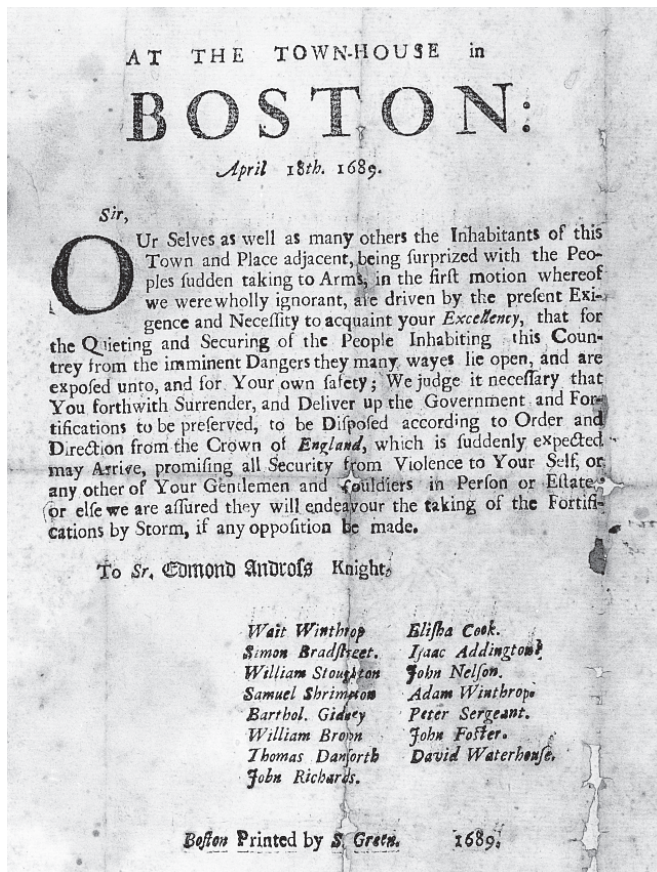 AT THE TOWN-HOUSE in
BOSTON:
April 18th. 1689.
Sir,
OUr Selves as well as many others the Inhabitants of this
Town and Place adjacent, being ſurprized with the Peo-
ples ſudden taking to Arms, in the firſt motion whereof
we were wholly ignorant, are driven by the preſent Exi-
gence and Neceſſity to acquaint your Excellency, that for
the Quieting and Securing of the People Inhabiting this Coun-
trey from the imminent Dangers they many wayes lie open, and are
expoſed unto, and for Your own ſafety; We judge it neceſſary that
You forthwith Surrender, and Deliver up the Government and For-
tifications to be preſerved, to be Diſpoſed according to Order and
Direction from the Crown of England, which is ſuddenly expected
may Arrive, promiſing all Security from Violence to Your Self, or
any other of Your Gentlemen and Souldiers in Perſon or Eſtate:
or elſe we are aſſured they will endeavour the taking of the Fortifi-
cations by Storm, if any oppoſition be made.
To Sr. Edmond Androſs Knight,
Wait Winthrop Eliſha Cook.
Simon Bradſtreet. Iſaac Addington,
William Stoughton John Nelſon.
Samuel Shrimpton Adam Winthrop.
Barthol. Gidney Peter Sergeant.
William Brown John Foſter.
Thomas Danforth David Waterhouſe.
John Richards.
Boſton Printed by S. Green. 1689.